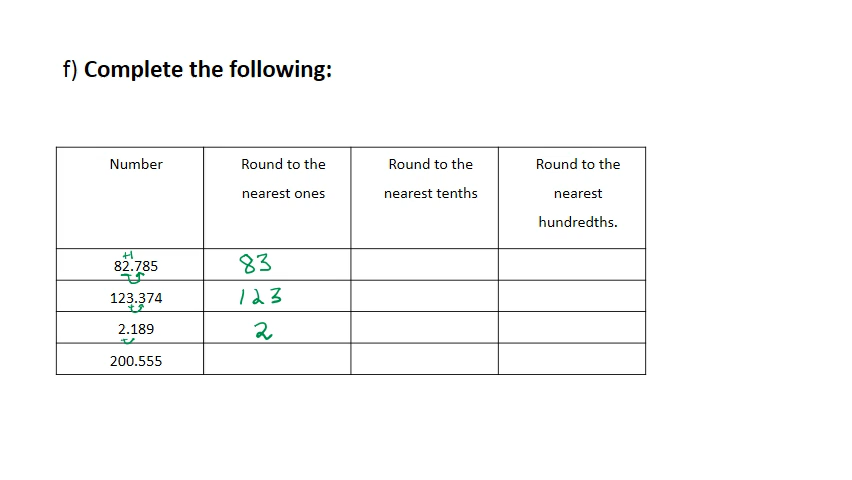 f) Complete the following:
Number Round to the nearest ones Round to the nearest tenths Round to the nearest hundredths.
+1
82.785 83
123.374 123
2.189 2
200.555